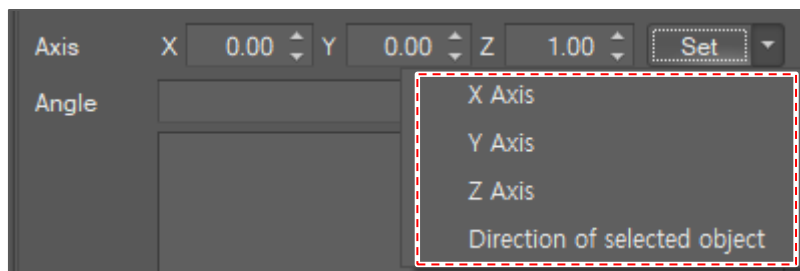 Axis X 0.00 Y 0.00 Z 1.00 Set
Angle
X Axis
Y Axis
Z Axis
Direction of selected object